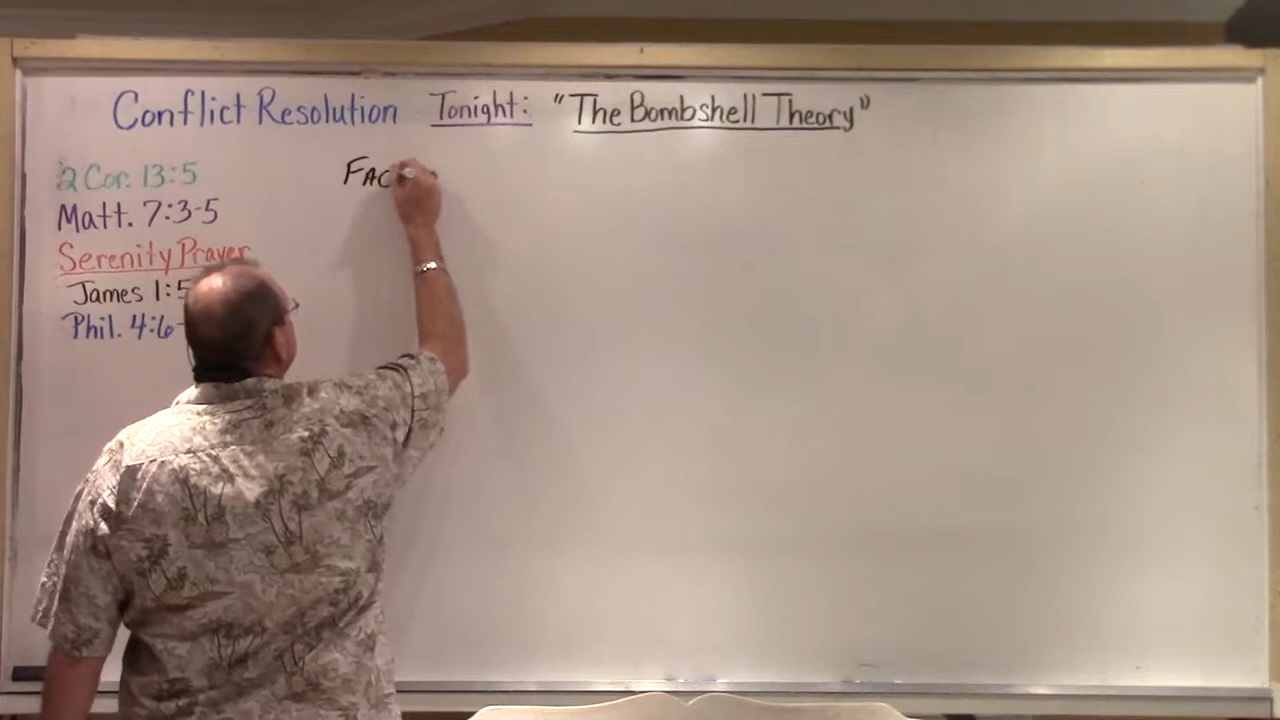 Conflict Resolution Tonight: "The Bombshell Theory"
2 Cor. 13:5
Matt. 7:3-5
Serenity Prayer
James 1:5
Phil. 4:6-
FAC